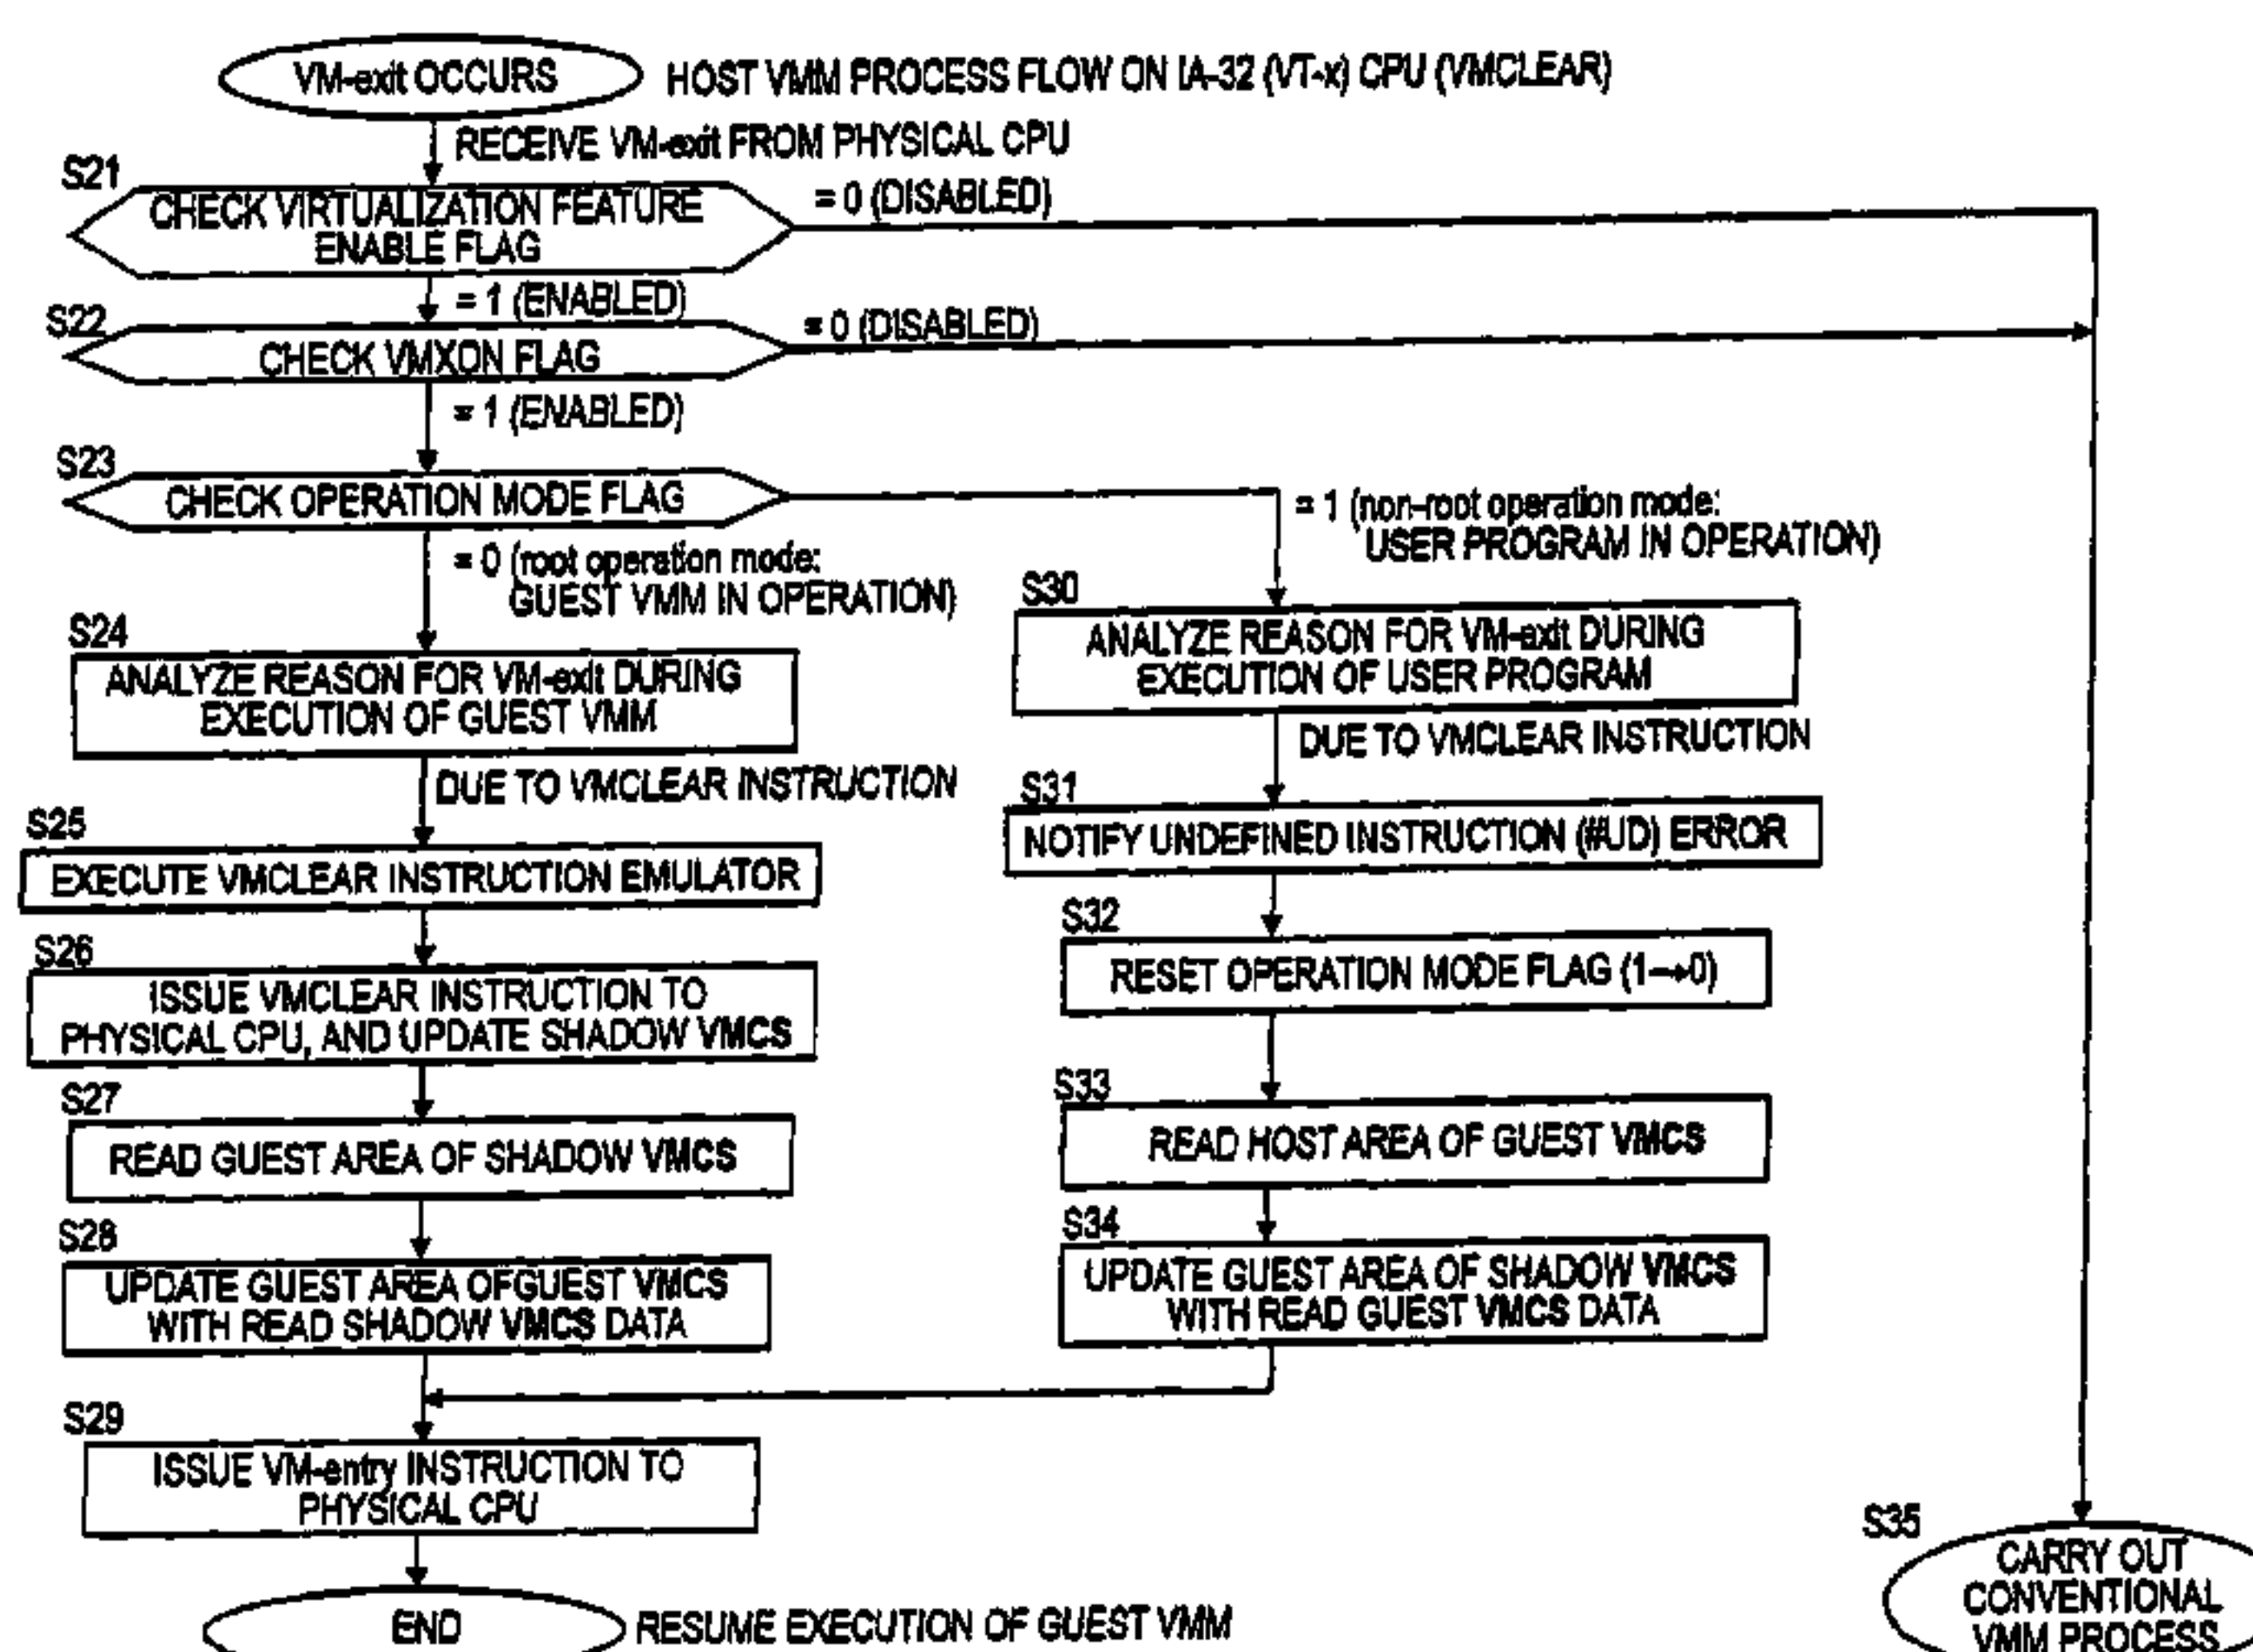 VM-exit OCCURS
HOST VMM PROCESS FLOW ON IA-32 (VT-x) CPU (VMCLEAR)
RECEIVE VM-exit FROM PHYSICAL CPU
S21
CHECK VIRTUALIZATION FEATURE
ENABLE FLAG
= 0 (DISABLED)
= 1 (ENABLED)
S22
CHECK VMXON FLAG
= 0 (DISABLED)
= 1 (ENABLED)
S23
CHECK OPERATION MODE FLAG
= 0 (root operation mode:
GUEST VMM IN OPERATION)
= 1 (non-root operation mode:
USER PROGRAM IN OPERATION)
S24
ANALYZE REASON FOR VM-exit DURING
EXECUTION OF GUEST VMM
DUE TO VMCLEAR INSTRUCTION
S25
EXECUTE VMCLEAR INSTRUCTION EMULATOR
S26
ISSUE VMCLEAR INSTRUCTION TO
PHYSICAL CPU, AND UPDATE SHADOW VMCS
S27
READ GUEST AREA OF SHADOW VMCS
S28
UPDATE GUEST AREA OFGUEST VMCS
WITH READ SHADOW VMCS DATA
S29
ISSUE VM-entry INSTRUCTION TO
PHYSICAL CPU
END
RESUME EXECUTION OF GUEST VMM
S30
ANALYZE REASON FOR VM-exit DURING
EXECUTION OF USER PROGRAM
DUE TO VMCLEAR INSTRUCTION
S31
NOTIFY UNDEFINED INSTRUCTION (#UD) ERROR
S32
RESET OPERATION MODE FLAG (1→0)
S33
READ HOST AREA OF GUEST VMCS
S34
UPDATE GUEST AREA OF SHADOW VMCS
WITH READ GUEST VMCS DATA
S35
CARRY OUT
CONVENTIONAL
VMM PROCESS